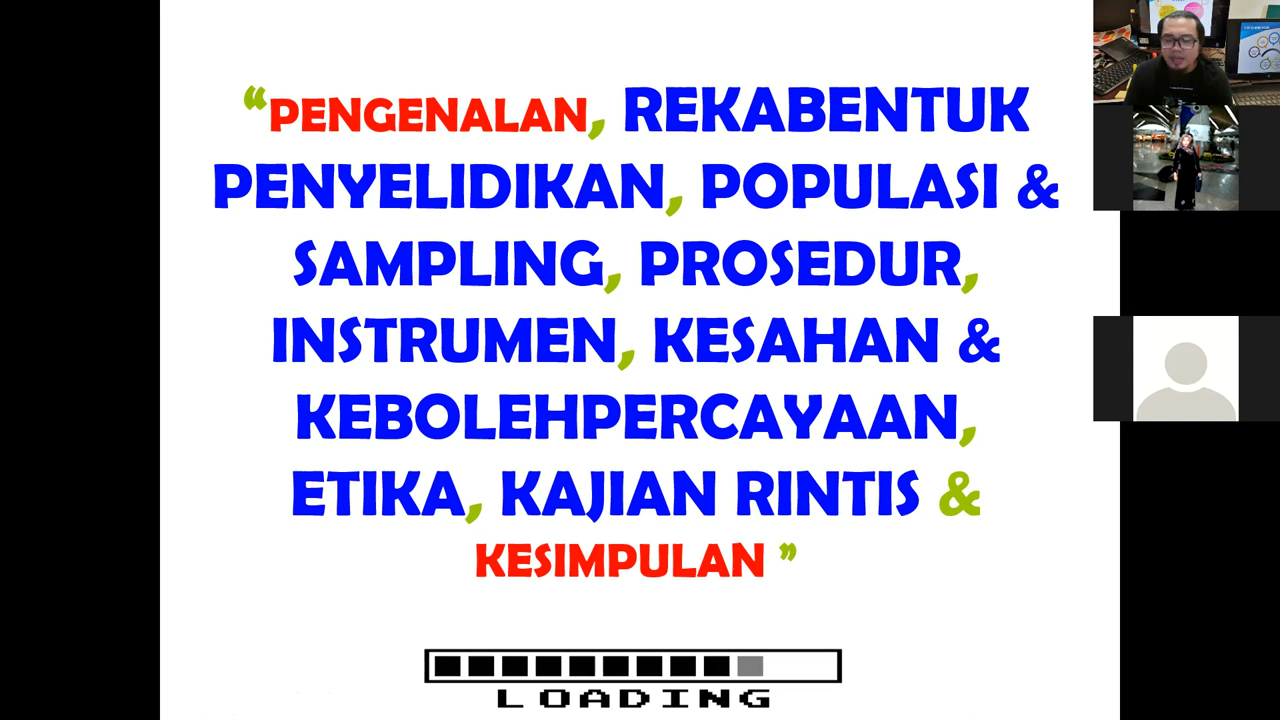 “PENGENALAN, REKABENTUK
PENYELIDIKAN, POPULASI &
SAMPLING, PROSEDUR,
INSTRUMEN, KESAHAN &
KEBOLEHPERCAYAAN,
ETIKA, KAJIAN RINTIS &
KESIMPULAN ”
LOADING